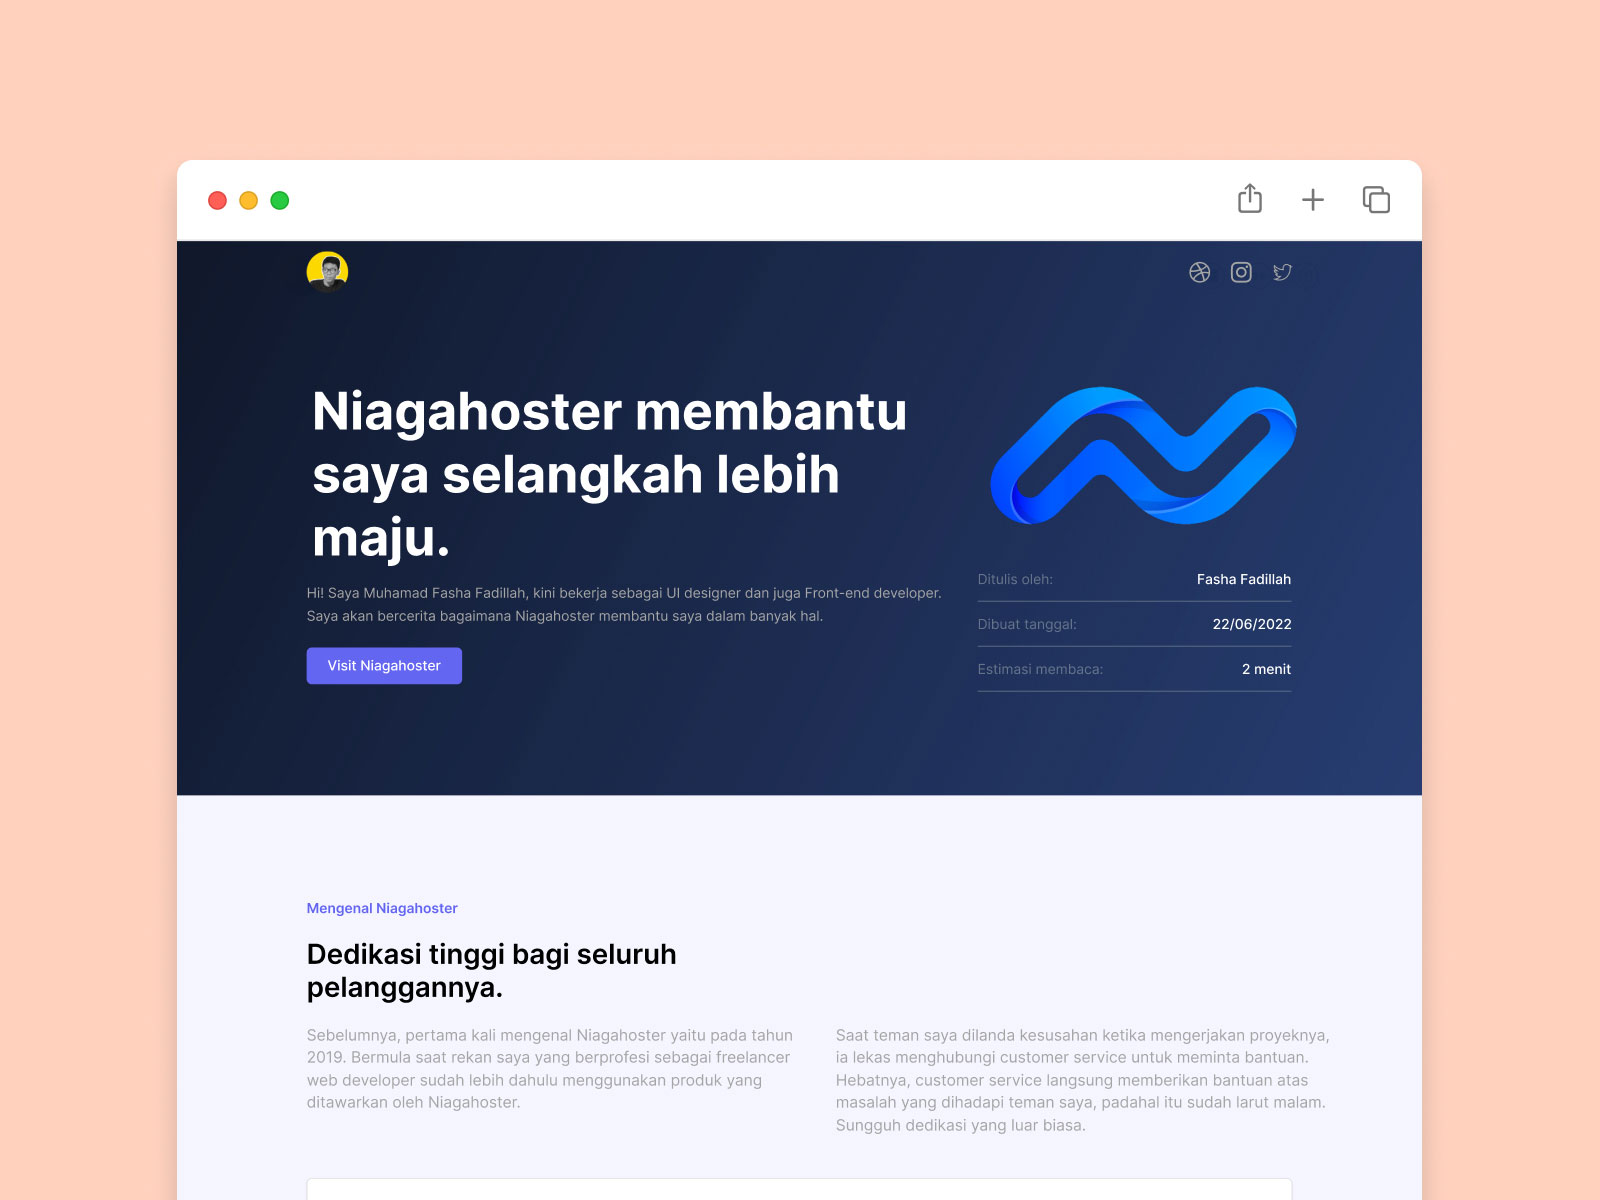 Niagahoster membantu
saya selangkah lebih
maju.
Hi! Saya Muhamad Fasha Fadillah, kini bekerja sebagai UI designer dan juga Front-end developer.
Saya akan bercerita bagaimana Niagahoster membantu saya dalam banyak hal.
Visit Niagahoster
Ditulis oleh: Fasha Fadillah
Dibuat tanggal: 22/06/2022
Estimasi membaca: 2 menit
Mengenal Niagahoster
Dedikasi tinggi bagi seluruh
pelanggannya.
Sebelumnya, pertama kali mengenal Niagahoster yaitu pada tahun
2019. Bermula saat rekan saya yang berprofesi sebagai freelancer
web developer sudah lebih dahulu menggunakan produk yang
ditawarkan oleh Niagahoster.
Saat teman saya dilanda kesusahan ketika mengerjakan proyeknya,
ia lekas menghubungi customer service untuk meminta bantuan.
Hebatnya, customer service langsung memberikan bantuan atas
masalah yang dihadapi teman saya, padahal itu sudah larut malam.
Sungguh dedikasi yang luar biasa.